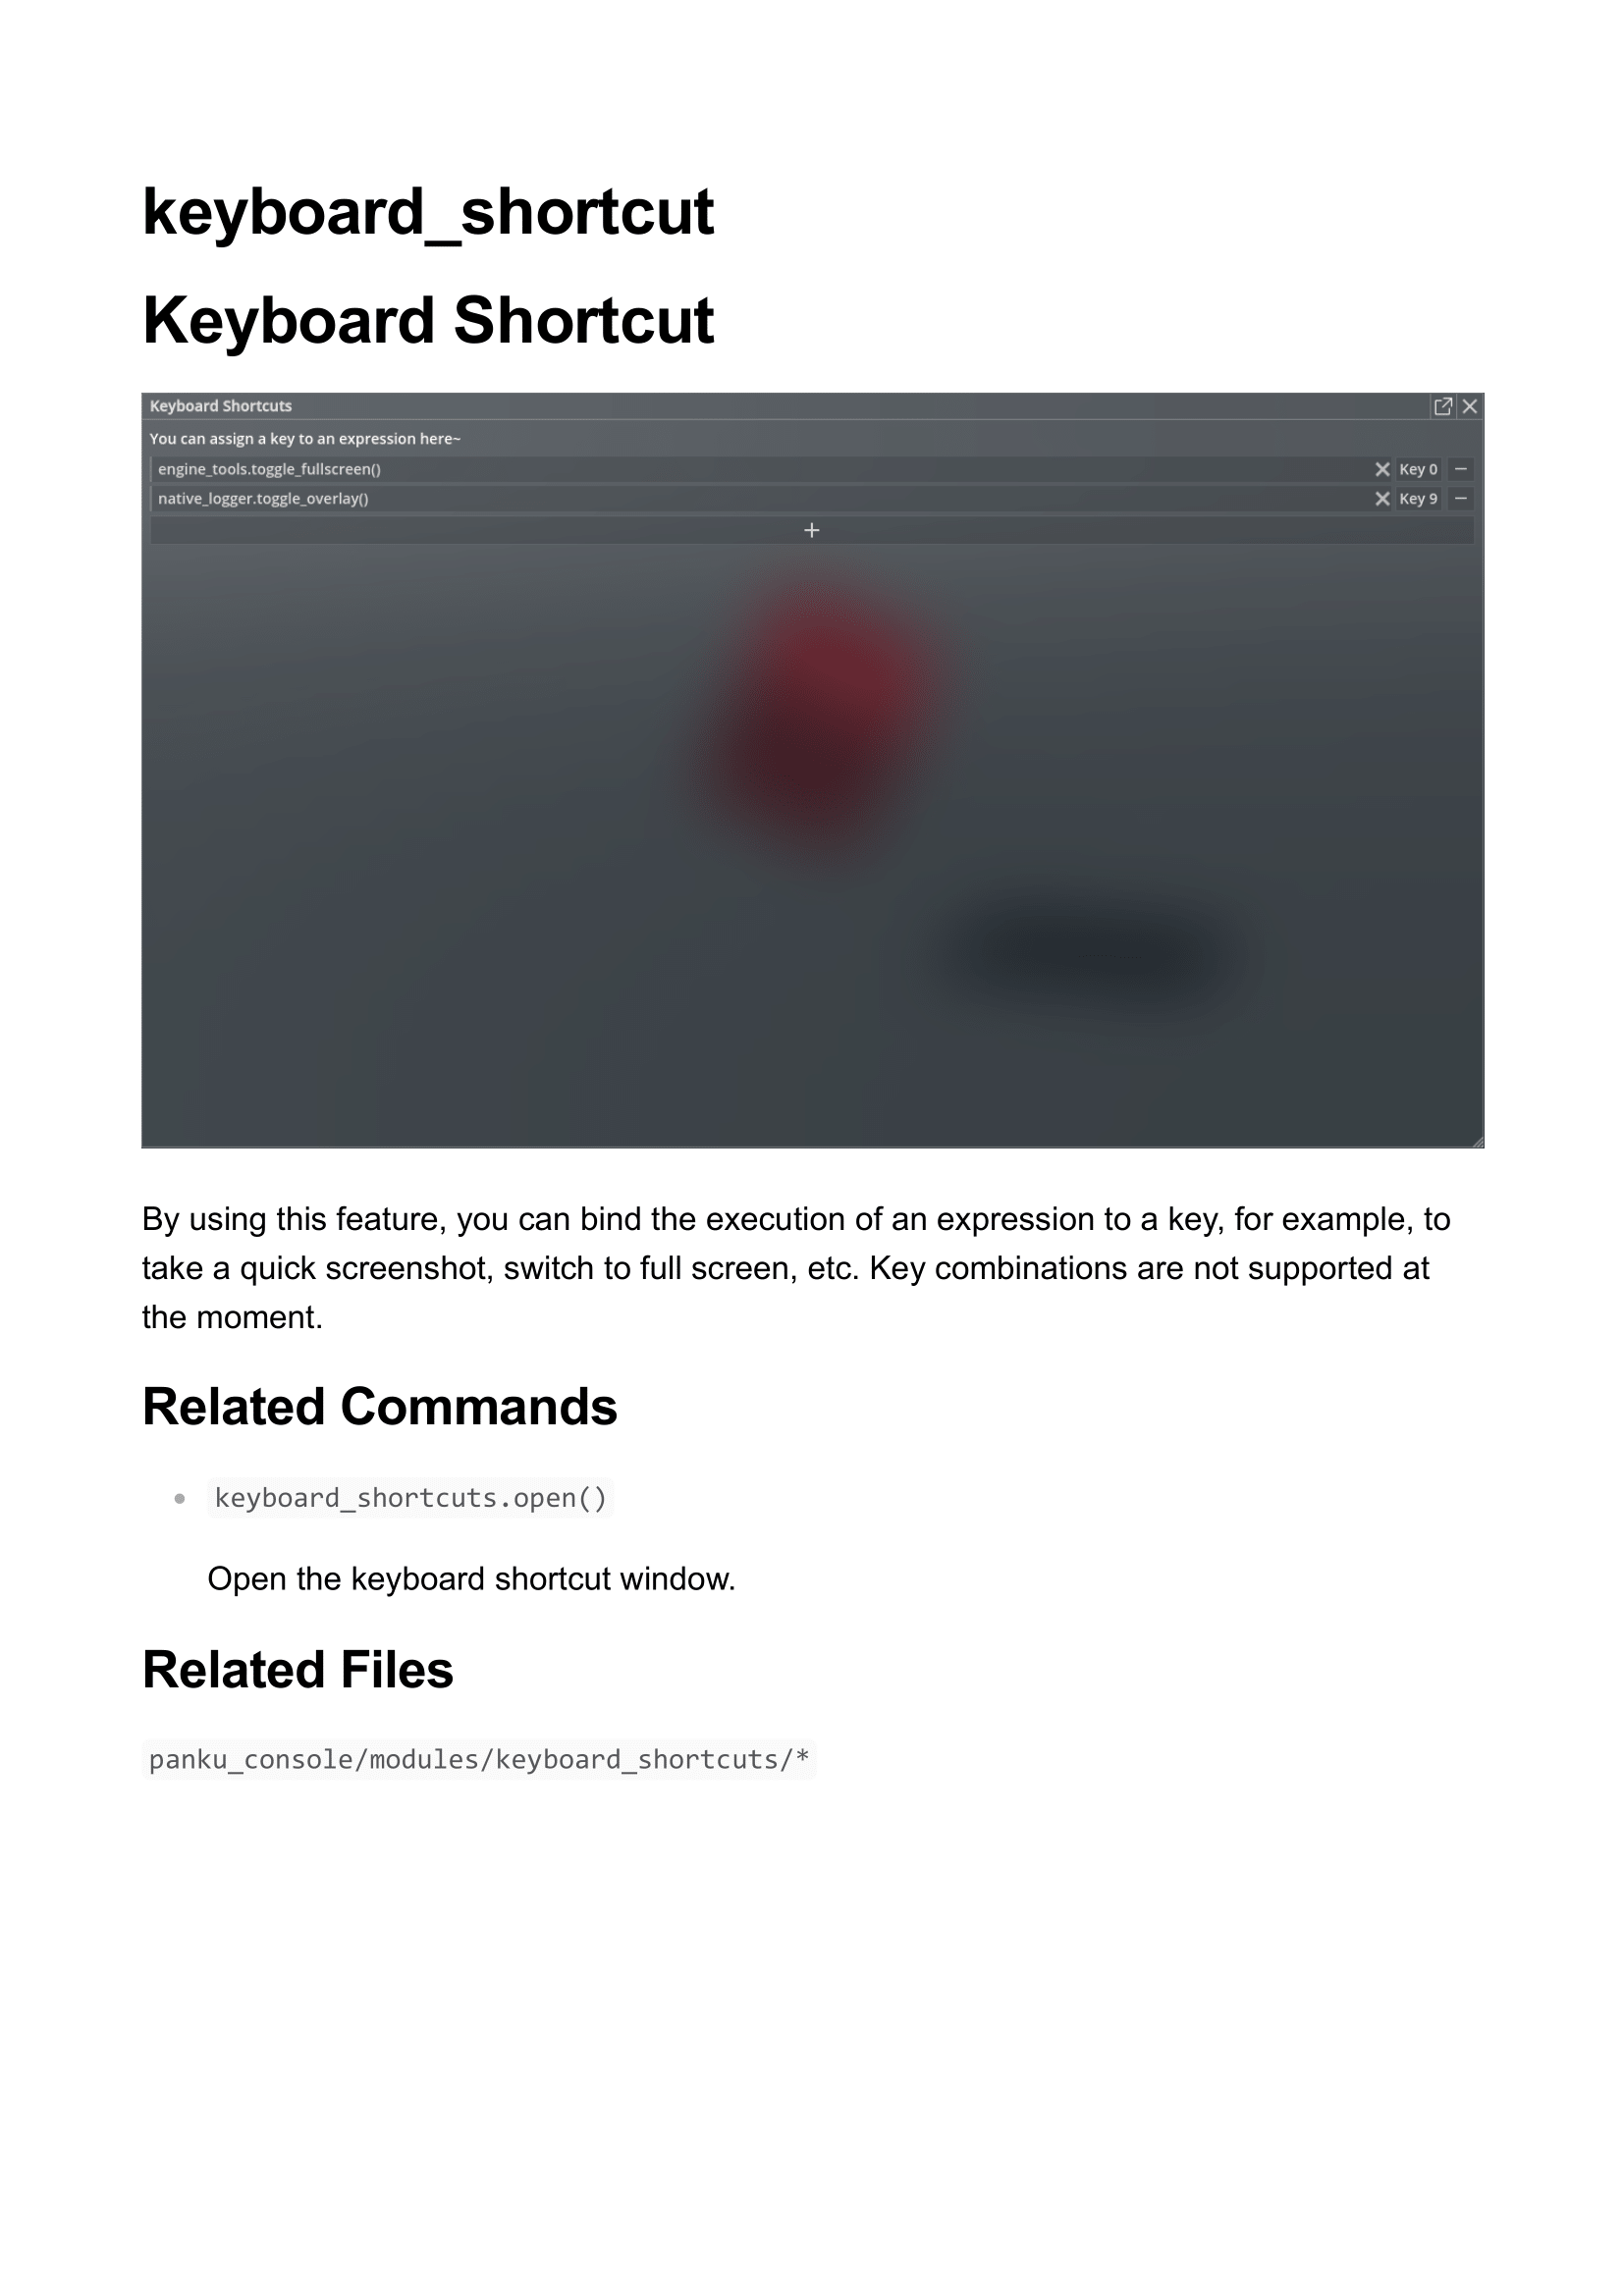 keyboard_shortcut
Keyboard Shortcut
Keyboard Shortcuts
You can assign a key to an expression here~
engine_tools.toggle_fullscreen() Key 0
native_logger.toggle_overlay() Key 9
+
By using this feature, you can bind the execution of an expression to a key, for example, to
take a quick screenshot, switch to full screen, etc. Key combinations are not supported at
the moment.
Related Commands
keyboard_shortcuts.open()
Open the keyboard shortcut window.
Related Files
panku_console/modules/keyboard_shortcuts/*